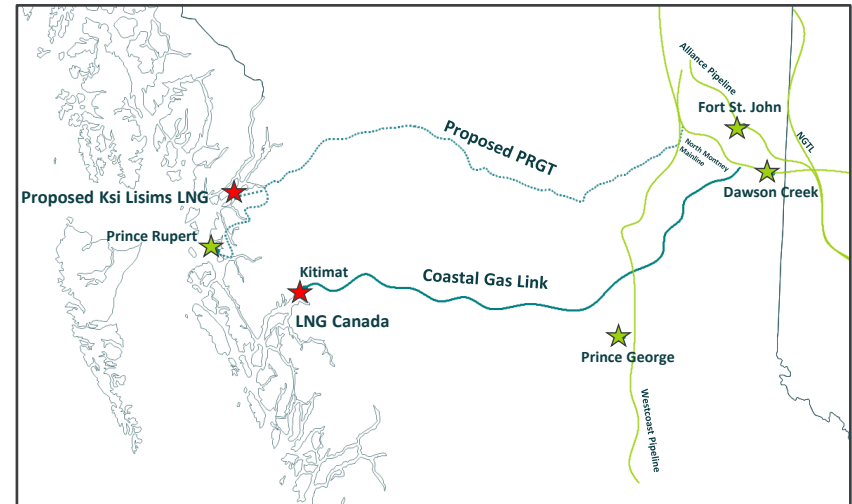 Alliance Pipeline
Fort St. John
Proposed PRGT
North Montney
Mainline
NGTL
Dawson Creek
Proposed Ksi Lisims LNG
Prince Rupert
Kitimat
Coastal Gas Link
LNG Canada
Prince George
Westcoast Pipeline